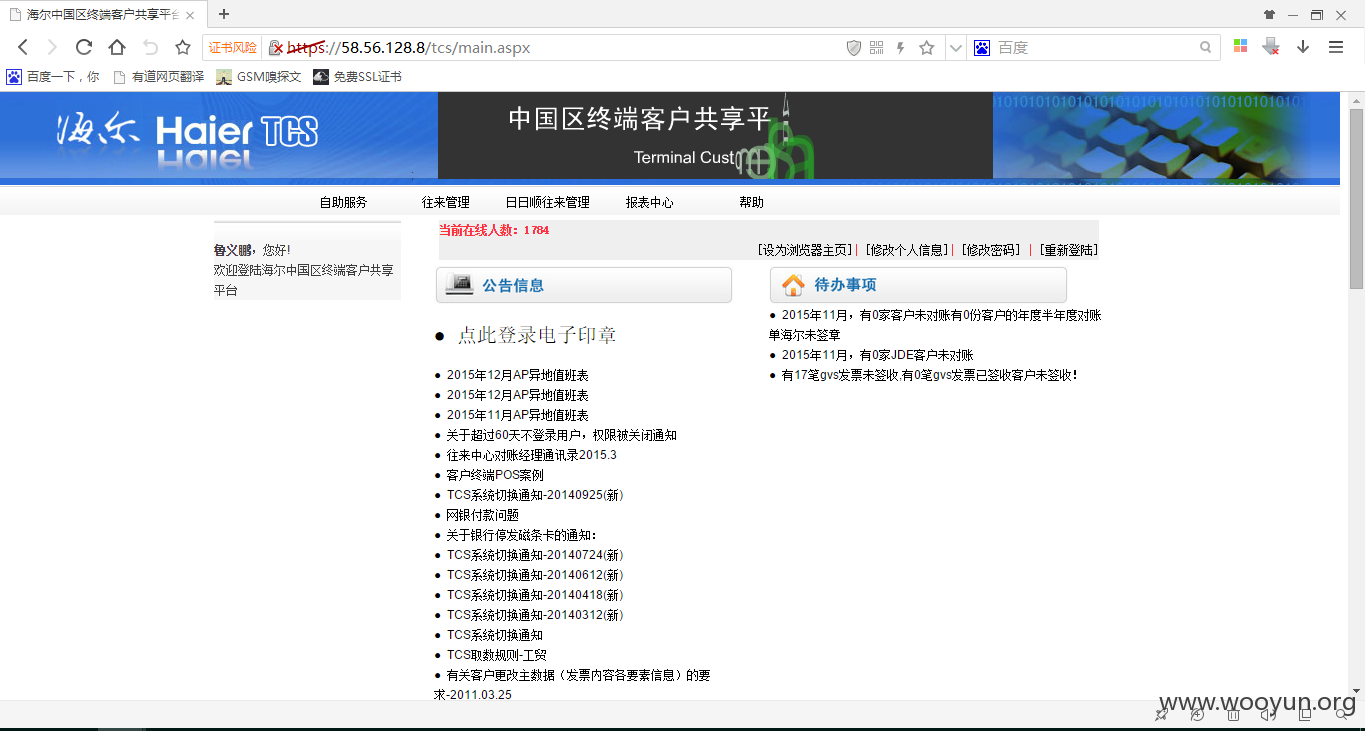 海尔中国区终端客户共享平台
证书风险 https://58.56.128.8/tcs/main.aspx 百度
百度一下，你 有道网页翻译 GSM嗅探文 免费SSL证书
海尔 Haier TCS
中国区终端客户共享平
Terminal Cust
自助服务 往来管理 日日顺往来管理 报表中心 帮助
当前在线人数：1784
[设为浏览器主页] | [修改个人信息] | [修改密码] | [重新登陆]
鲁义鹏，您好!
欢迎登陆海尔中国区终端客户共享
平台
公告信息
● 点此登录电子印章
● 2015年12月AP异地值班表
● 2015年12月AP异地值班表
● 2015年11月AP异地值班表
● 关于超过60天不登录用户，权限被关闭通知
● 往来中心对账经理通讯录2015.3
● 客户终端POS案例
● TCS系统切换通知-20140925(新)
● 网银付款问题
● 关于银行停发磁条卡的通知：
● TCS系统切换通知-20140724(新)
● TCS系统切换通知-20140612(新)
● TCS系统切换通知-20140418(新)
● TCS系统切换通知-20140312(新)
● TCS系统切换通知
● TCS取数规则-工贸
● 有关客户更改主数据（发票内容各要素信息）的要
求-2011.03.25
待办事项
● 2015年11月，有0家客户未对账有0份客户的年度半年度对账
单海尔未签章
● 2015年11月，有0家JDE客户未对账
● 有17笔gvs发票未签收,有0笔gvs发票已签收客户未签收！
www.wooyun.org